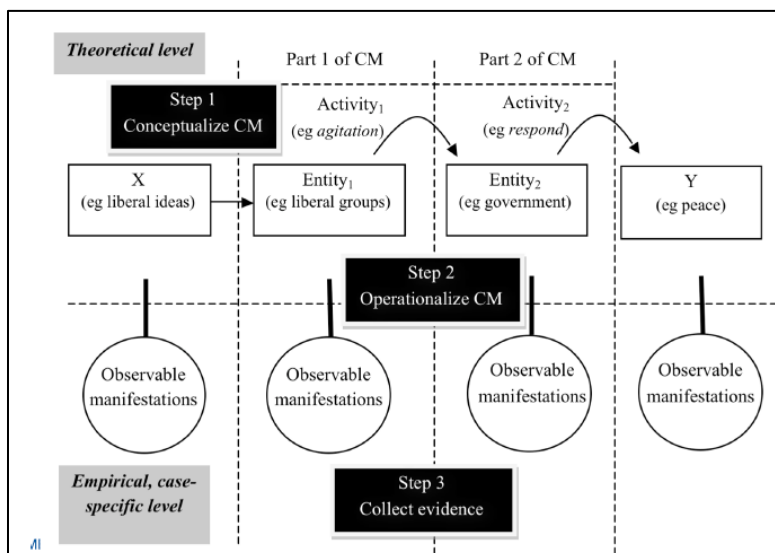 Theoretical level
Part 1 of CM
Part 2 of CM
Step 1
Conceptualize CM
Activity₁
(eg agitation)
Activity₂
(eg respond)
X
(eg liberal ideas)
Entity₁
(eg liberal groups)
Entity₂
(eg government)
Y
(eg peace)
Step 2
Operationalize CM
Observable
manifestations
Observable
manifestations
Observable
manifestations
Observable
manifestations
Empirical, case-
specific level
Step 3
Collect evidence